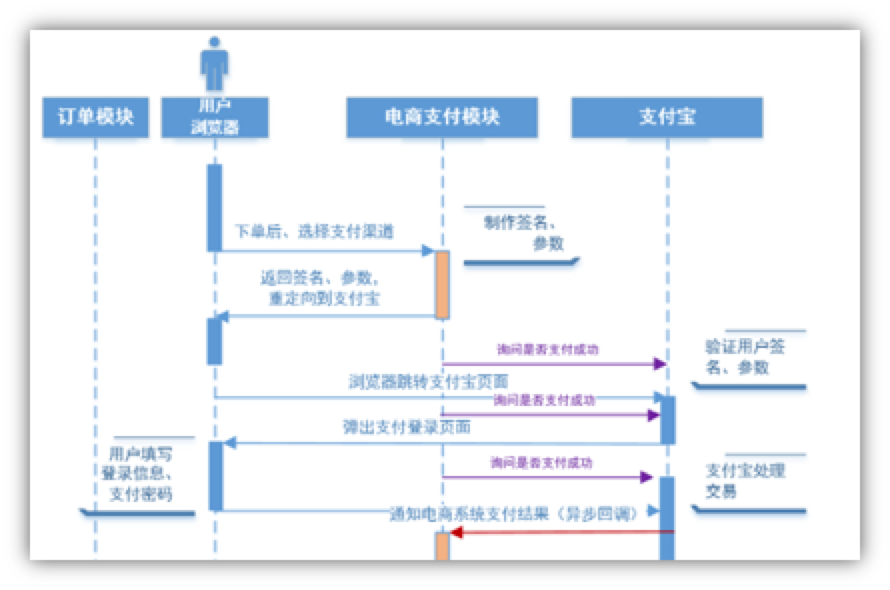 订单模块
用户
浏览器
电商支付模块
支付宝
下单后、选择支付渠道
制作签名、
参数
返回签名、参数，
重定向到支付宝
询问是否支付成功
验证用户签
名、参数
浏览器跳转支付宝页面
询问是否支付成功
弹出支付登录页面
用户填写
登录信息、
支付密码
询问是否支付成功
支付宝处理
交易
通知电商系统支付结果（异步回调）